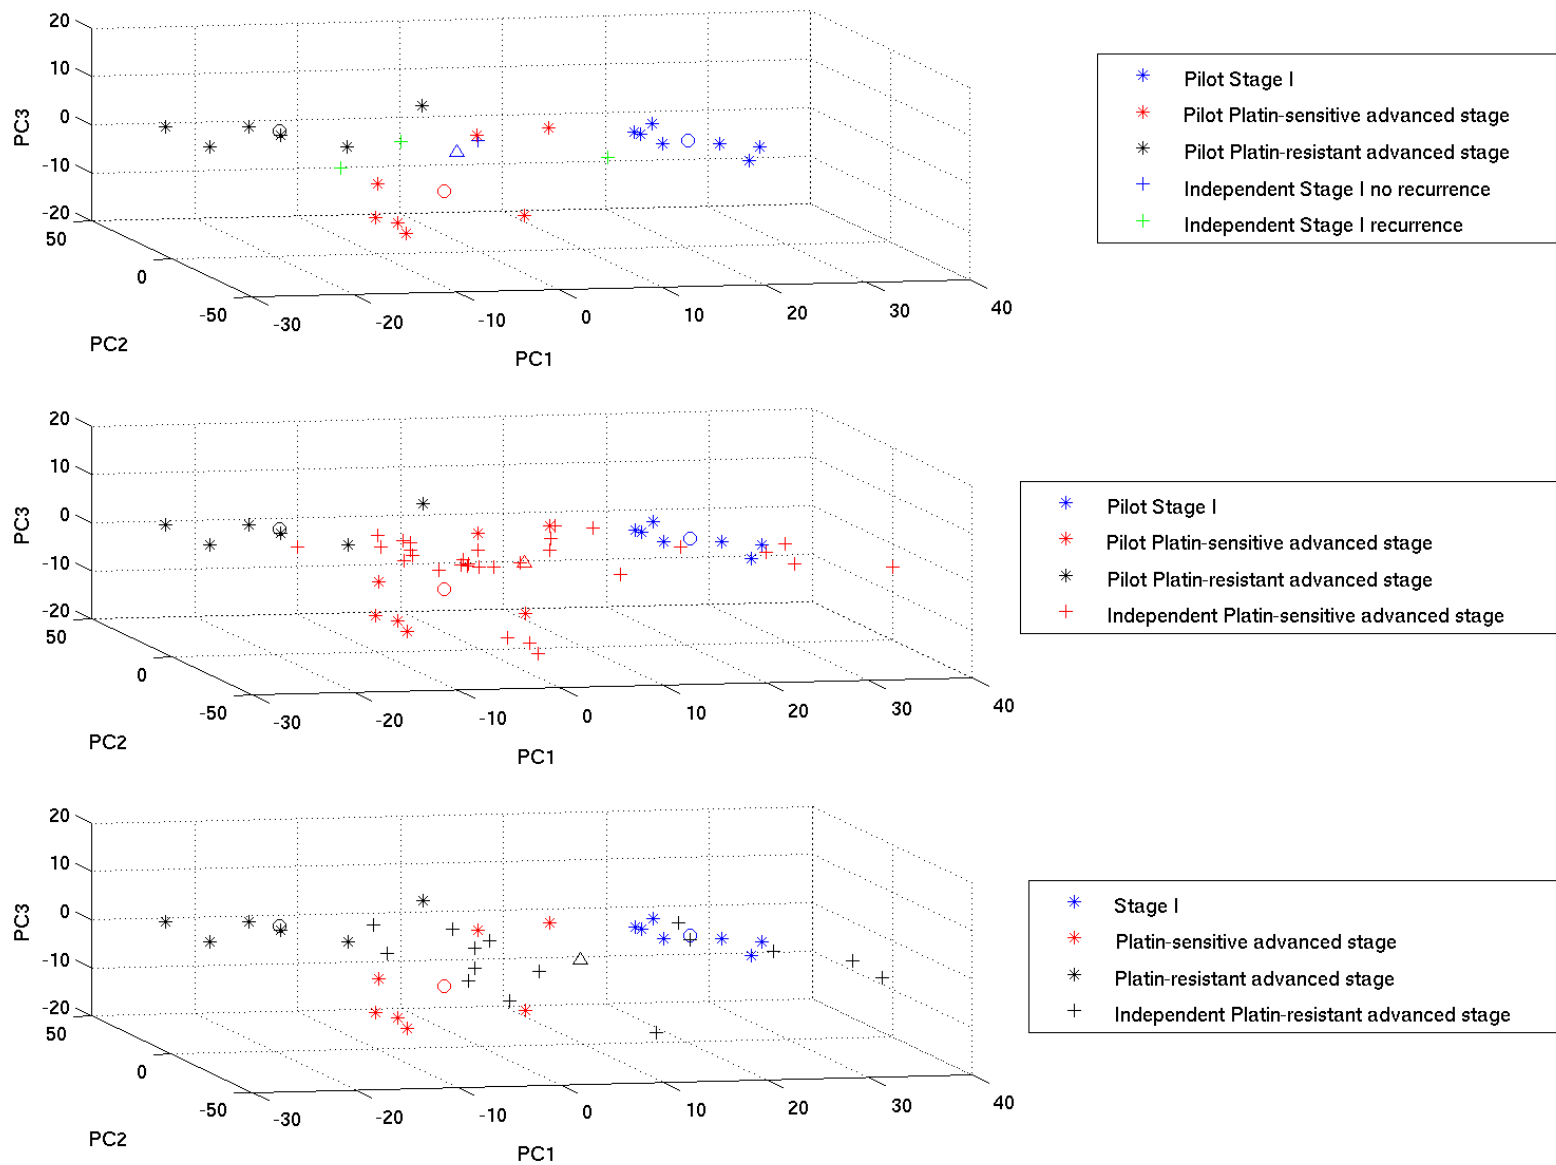 20
10
0
-10
-20
PC3
50
0
-50
PC2
-30
-20
-10
0
10
20
30
40
PC1
Pilot Stage I
Pilot Platin-sensitive advanced stage
Pilot Platin-resistant advanced stage
Independent Stage I no recurrence
Independent Stage I recurrence
20
10
0
-10
-20
PC3
50
0
-50
PC2
-30
-20
-10
0
10
20
30
40
PC1
Pilot Stage I
Pilot Platin-sensitive advanced stage
Pilot Platin-resistant advanced stage
Independent Platin-sensitive advanced stage
20
10
0
-10
-20
PC3
50
0
-50
PC2
-30
-20
-10
0
10
20
30
40
PC1
Stage I
Platin-sensitive advanced stage
Platin-resistant advanced stage
Independent Platin-resistant advanced stage